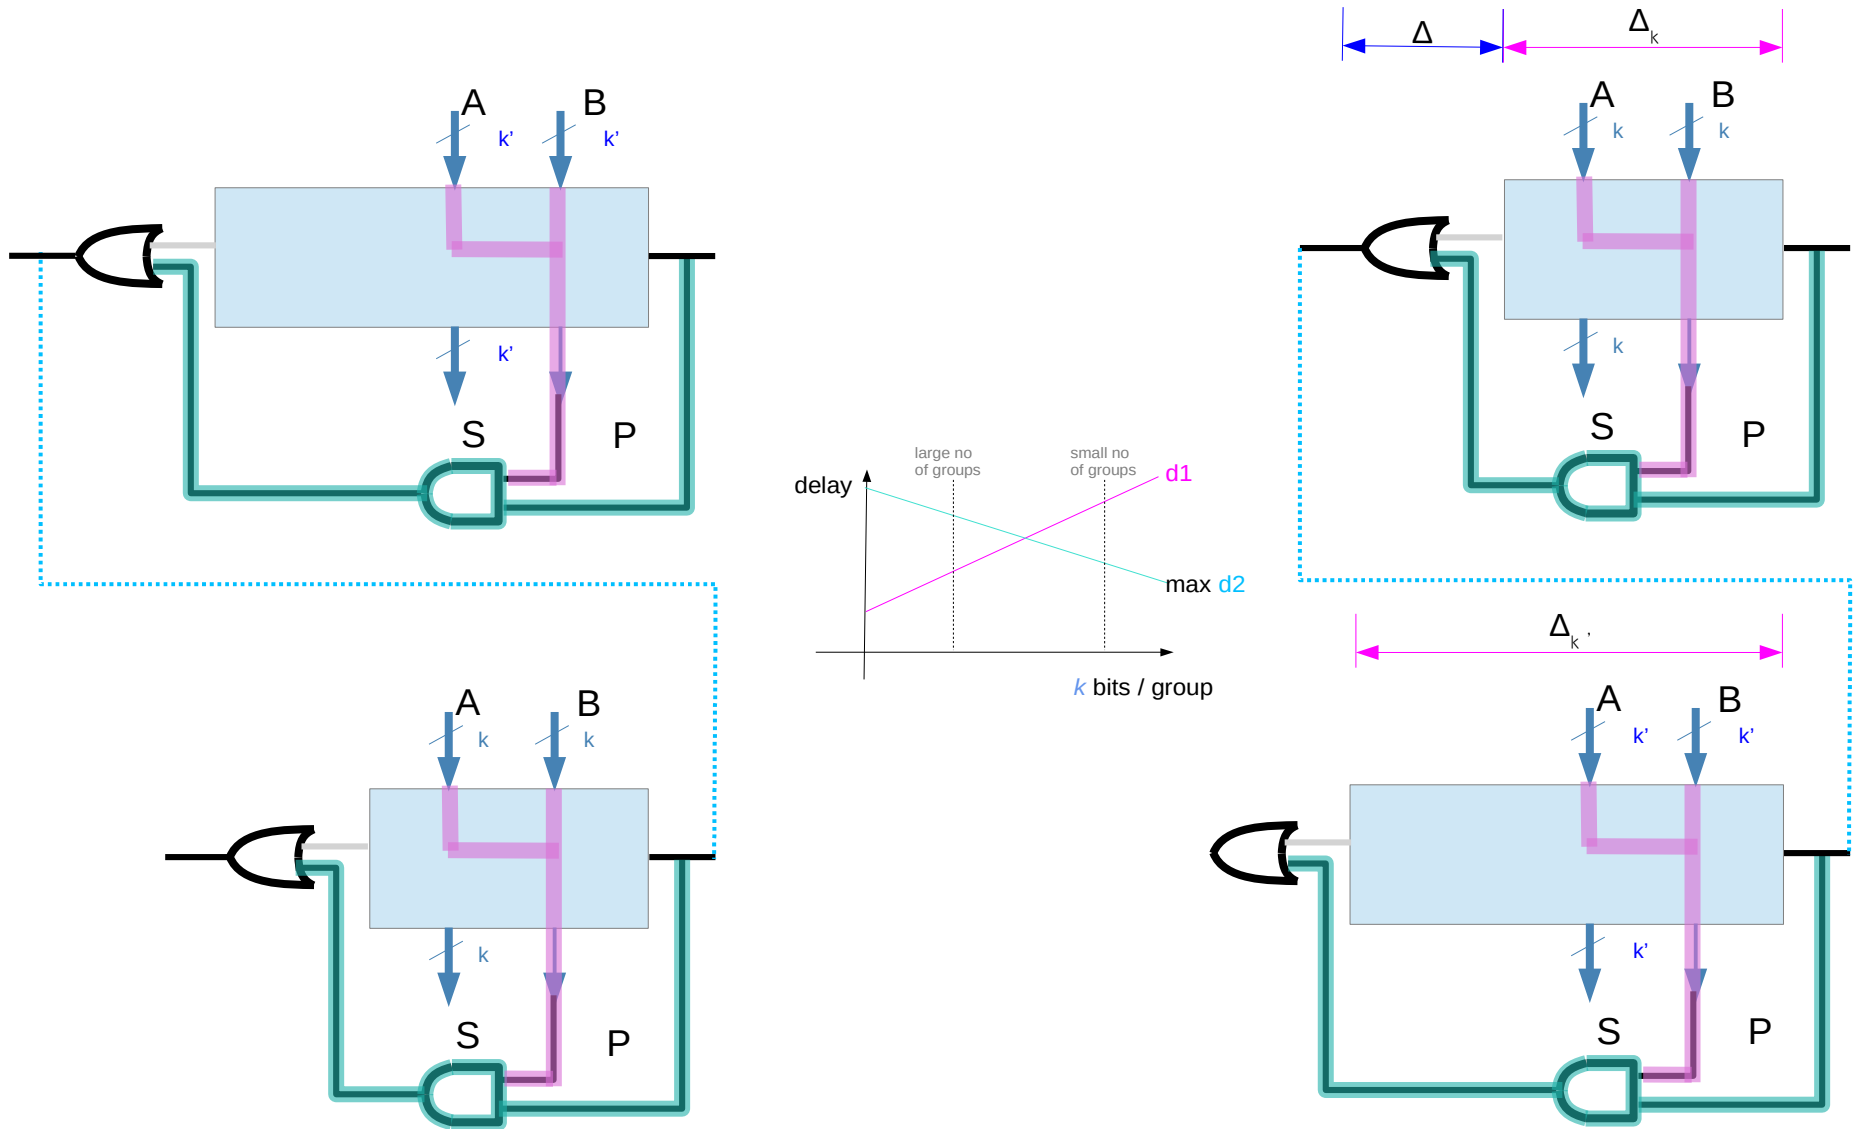 Δ
Δk
A
B
k’
k’
A
B
k
k
k’
k
S
P
S
P
large no
of groups
small no
of groups
d1
delay
max d2
k bits / group
Δk ’
A
B
k
k
A
B
k’
k’
k
k’
S
P
S
P